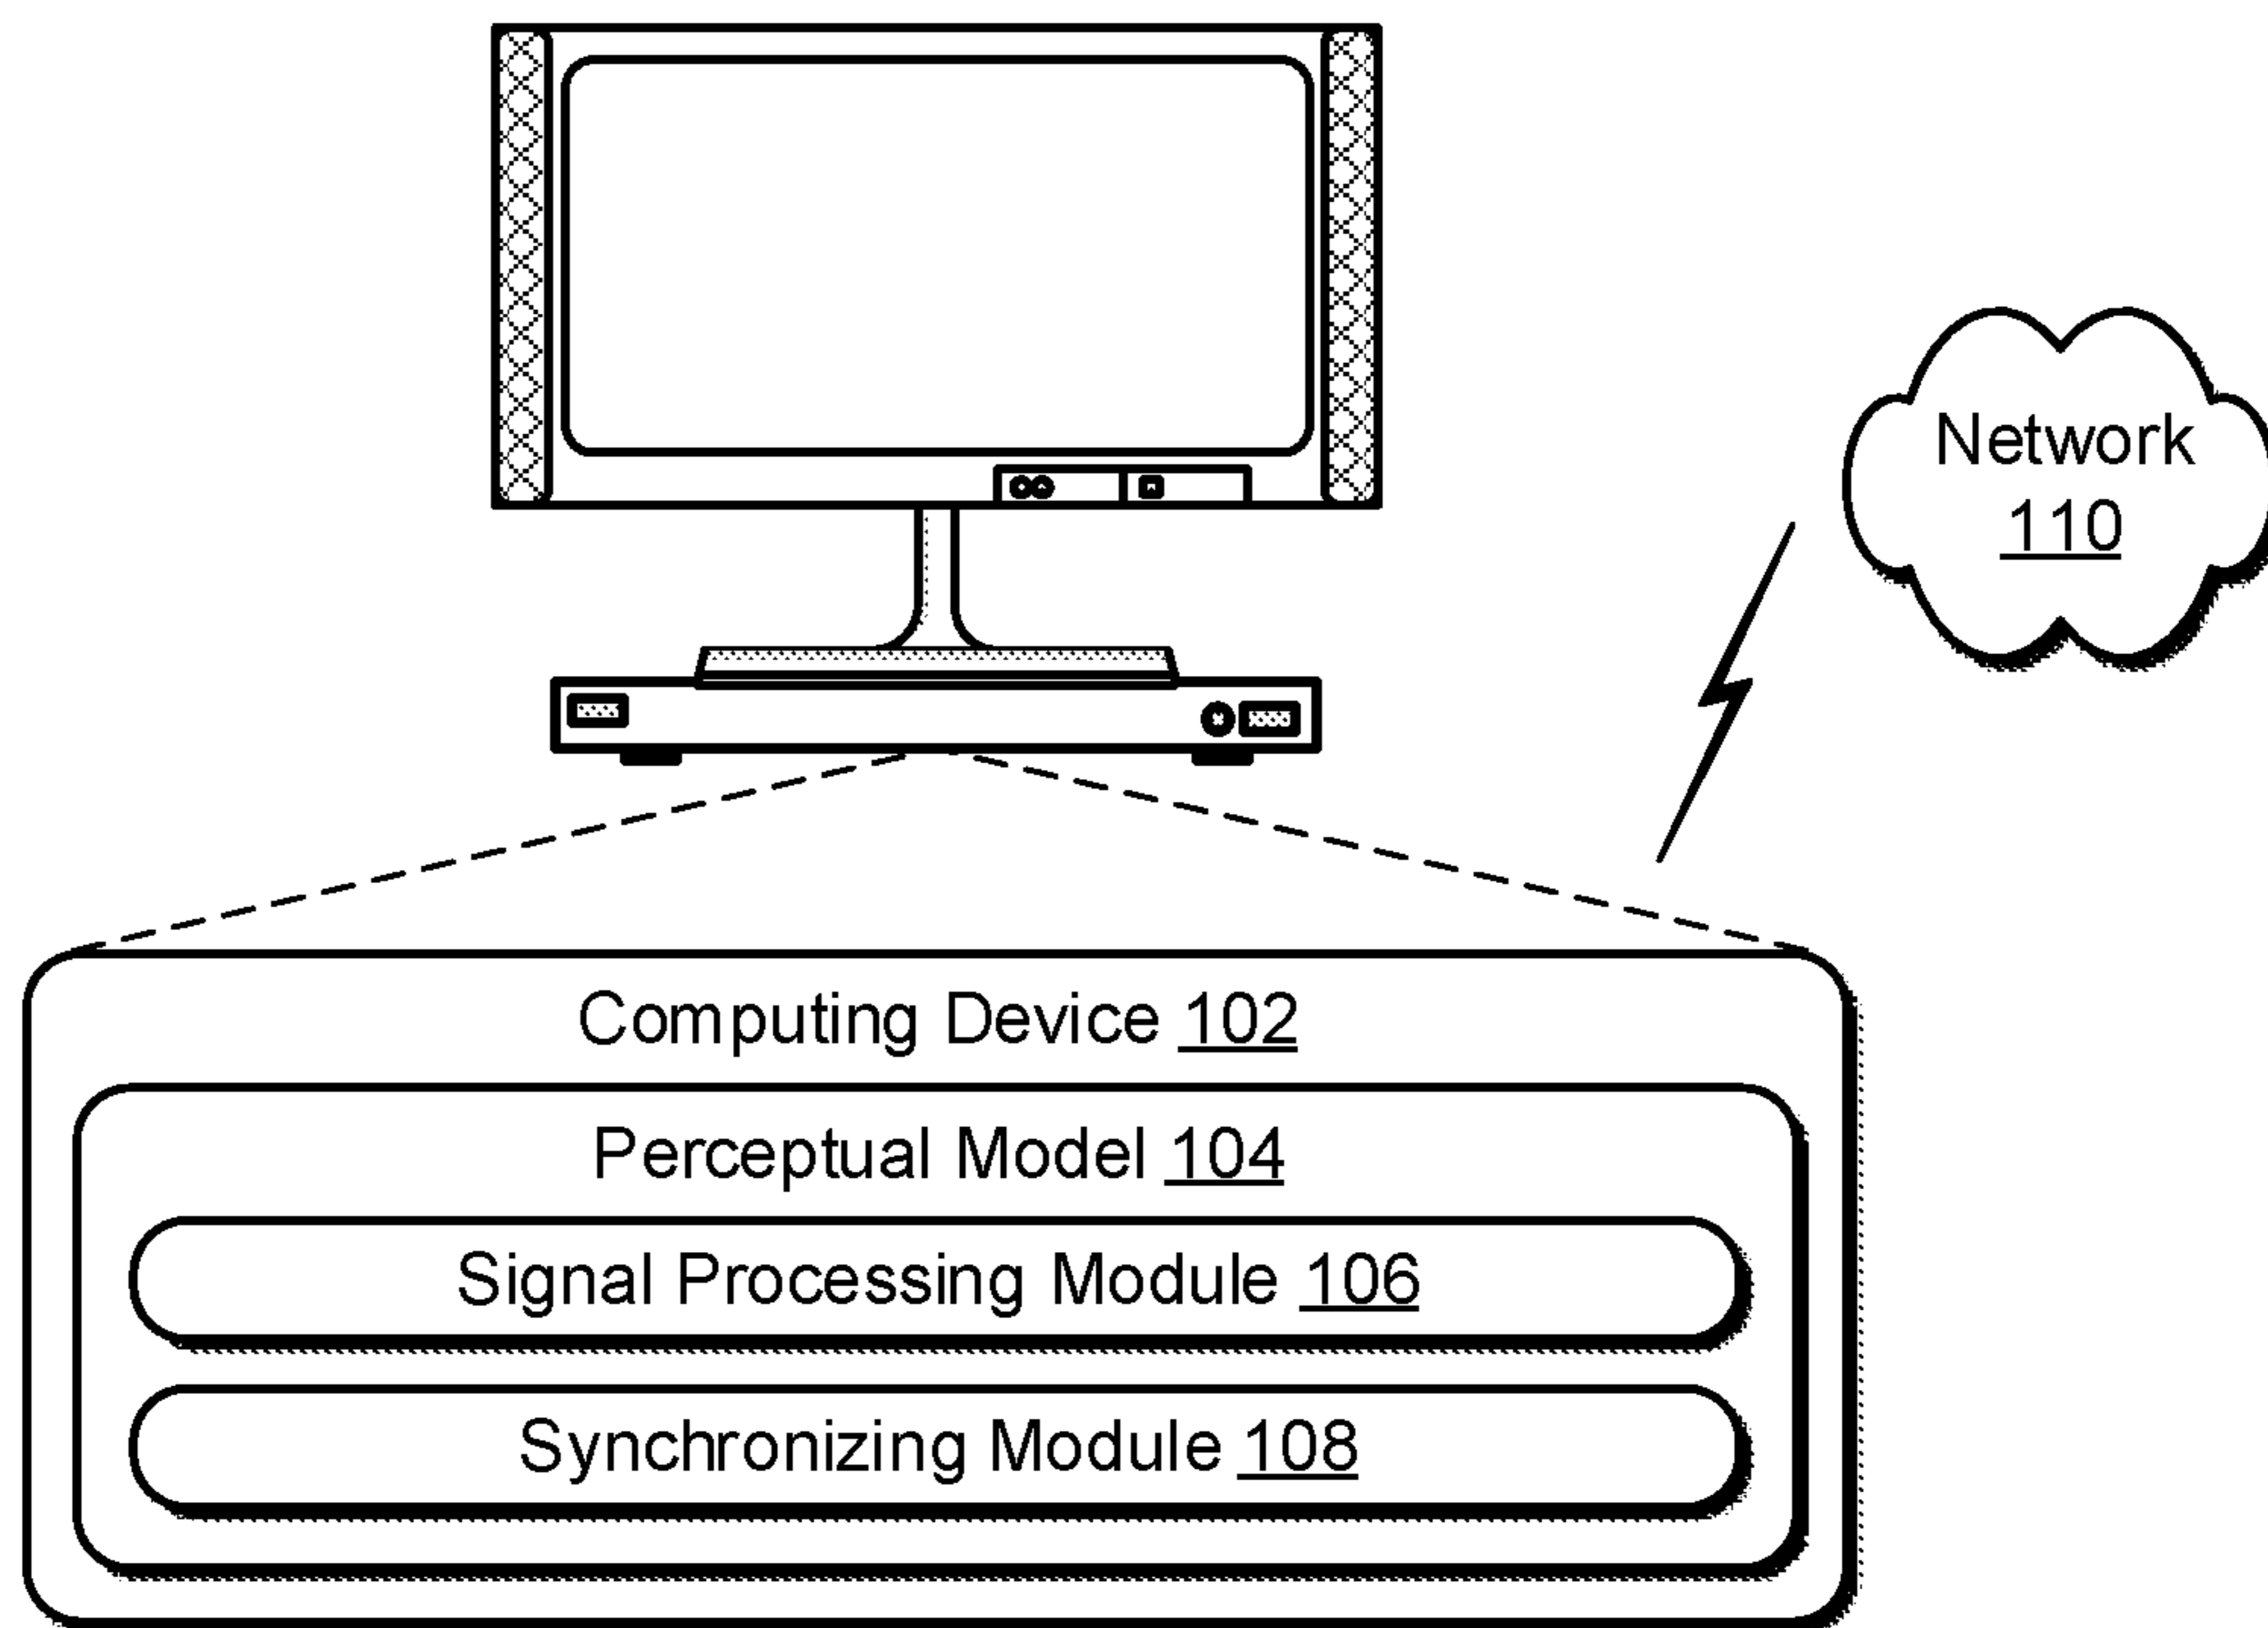 Network
110
Computing Device 102
Perceptual Model 104
Signal Processing Module 106
Synchronizing Module 108